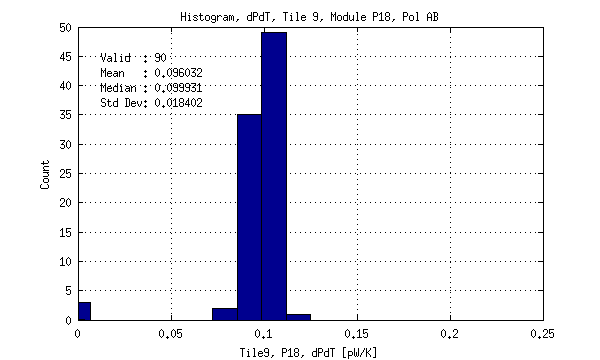 Histogram, dPdT, Tile 9, Module P18, Pol AB
50
45
40
35
30
25
20
15
10
5
0
Valid : 90
Mean : 0.096032
Median : 0.099931
Std Dev: 0.018402
Count
0 0.05 0.1 0.15 0.2 0.25
Tile9, P18, dPdT [pW/K]